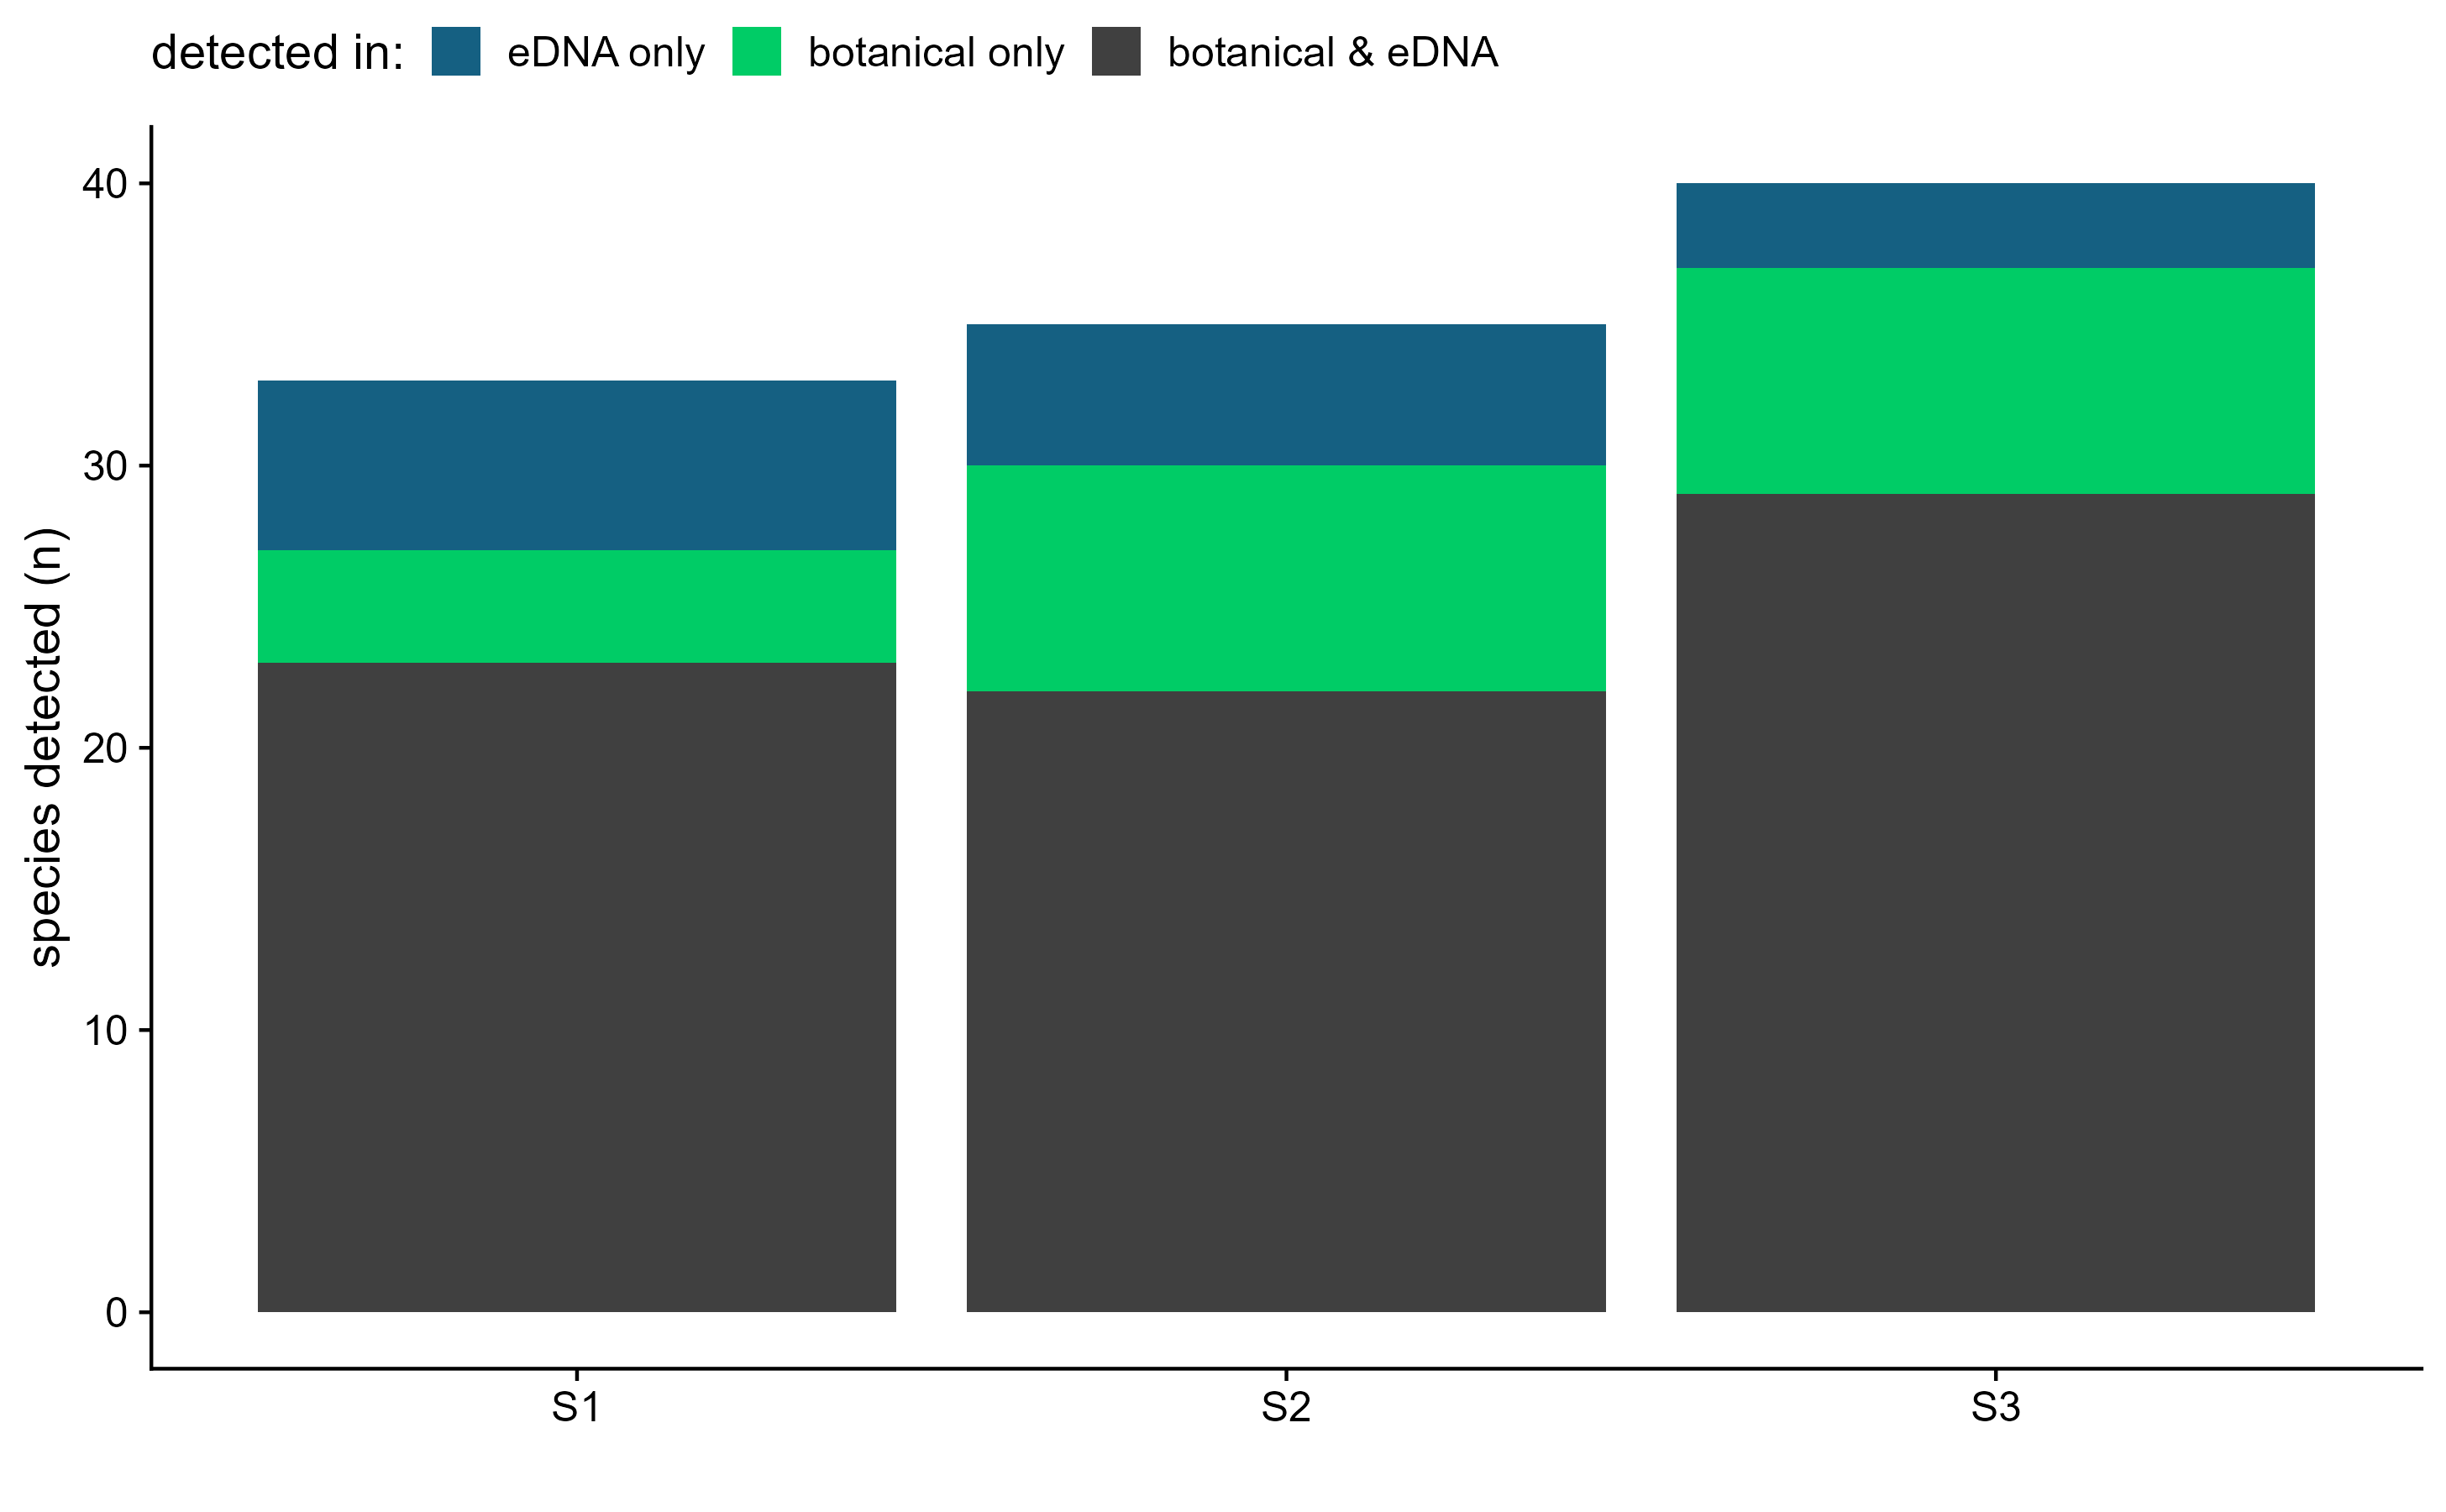 detected in: eDNA only botanical only botanical & eDNA
species detected (n)
40
30
20
10
0
S1 S2 S3